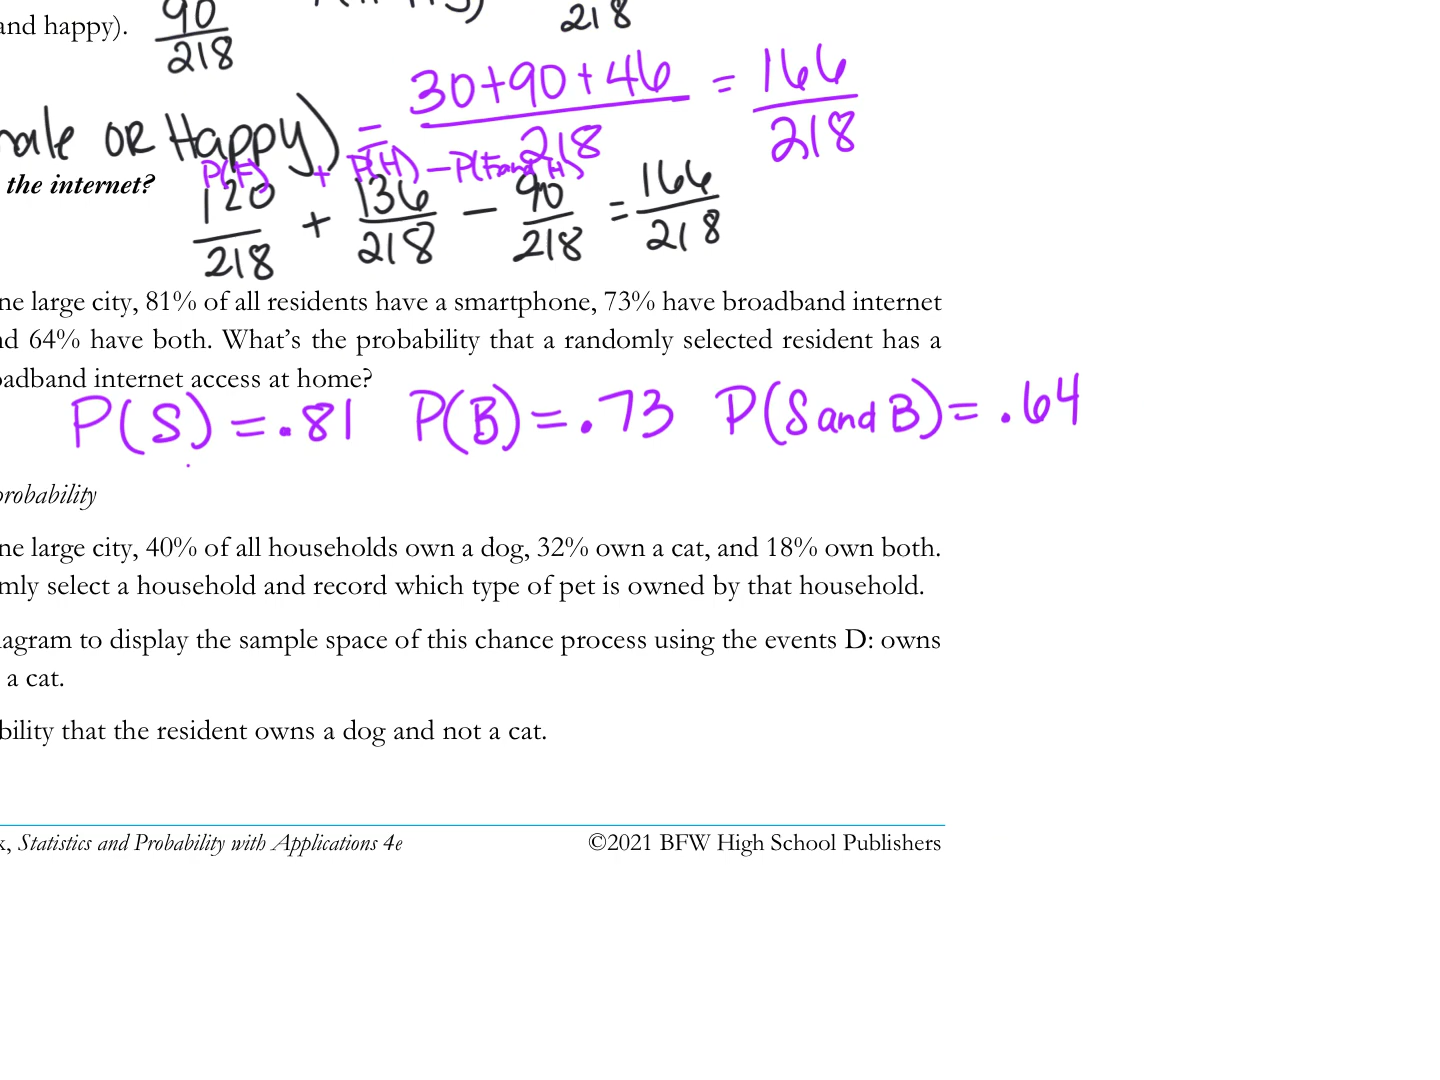 and happy). 90/218 218
30+90+46/218 = 166/218
OR Happy) =
P(F) + P(H) – P(F and H)
the internet?
120/218 + 136/218 – 90/218 = 166/218
ne large city, 81% of all residents have a smartphone, 73% have broadband internet
nd 64% have both. What's the probability that a randomly selected resident has a
oadband internet access at home?
P(S) = .81 P(B) = .73 P(S and B) = .64
probability
ne large city, 40% of all households own a dog, 32% own a cat, and 18% own both.
mly select a household and record which type of pet is owned by that household.
iagram to display the sample space of this chance process using the events D: owns
a cat.
bility that the resident owns a dog and not a cat.
x, Statistics and Probability with Applications 4e ©2021 BFW High School Publishers